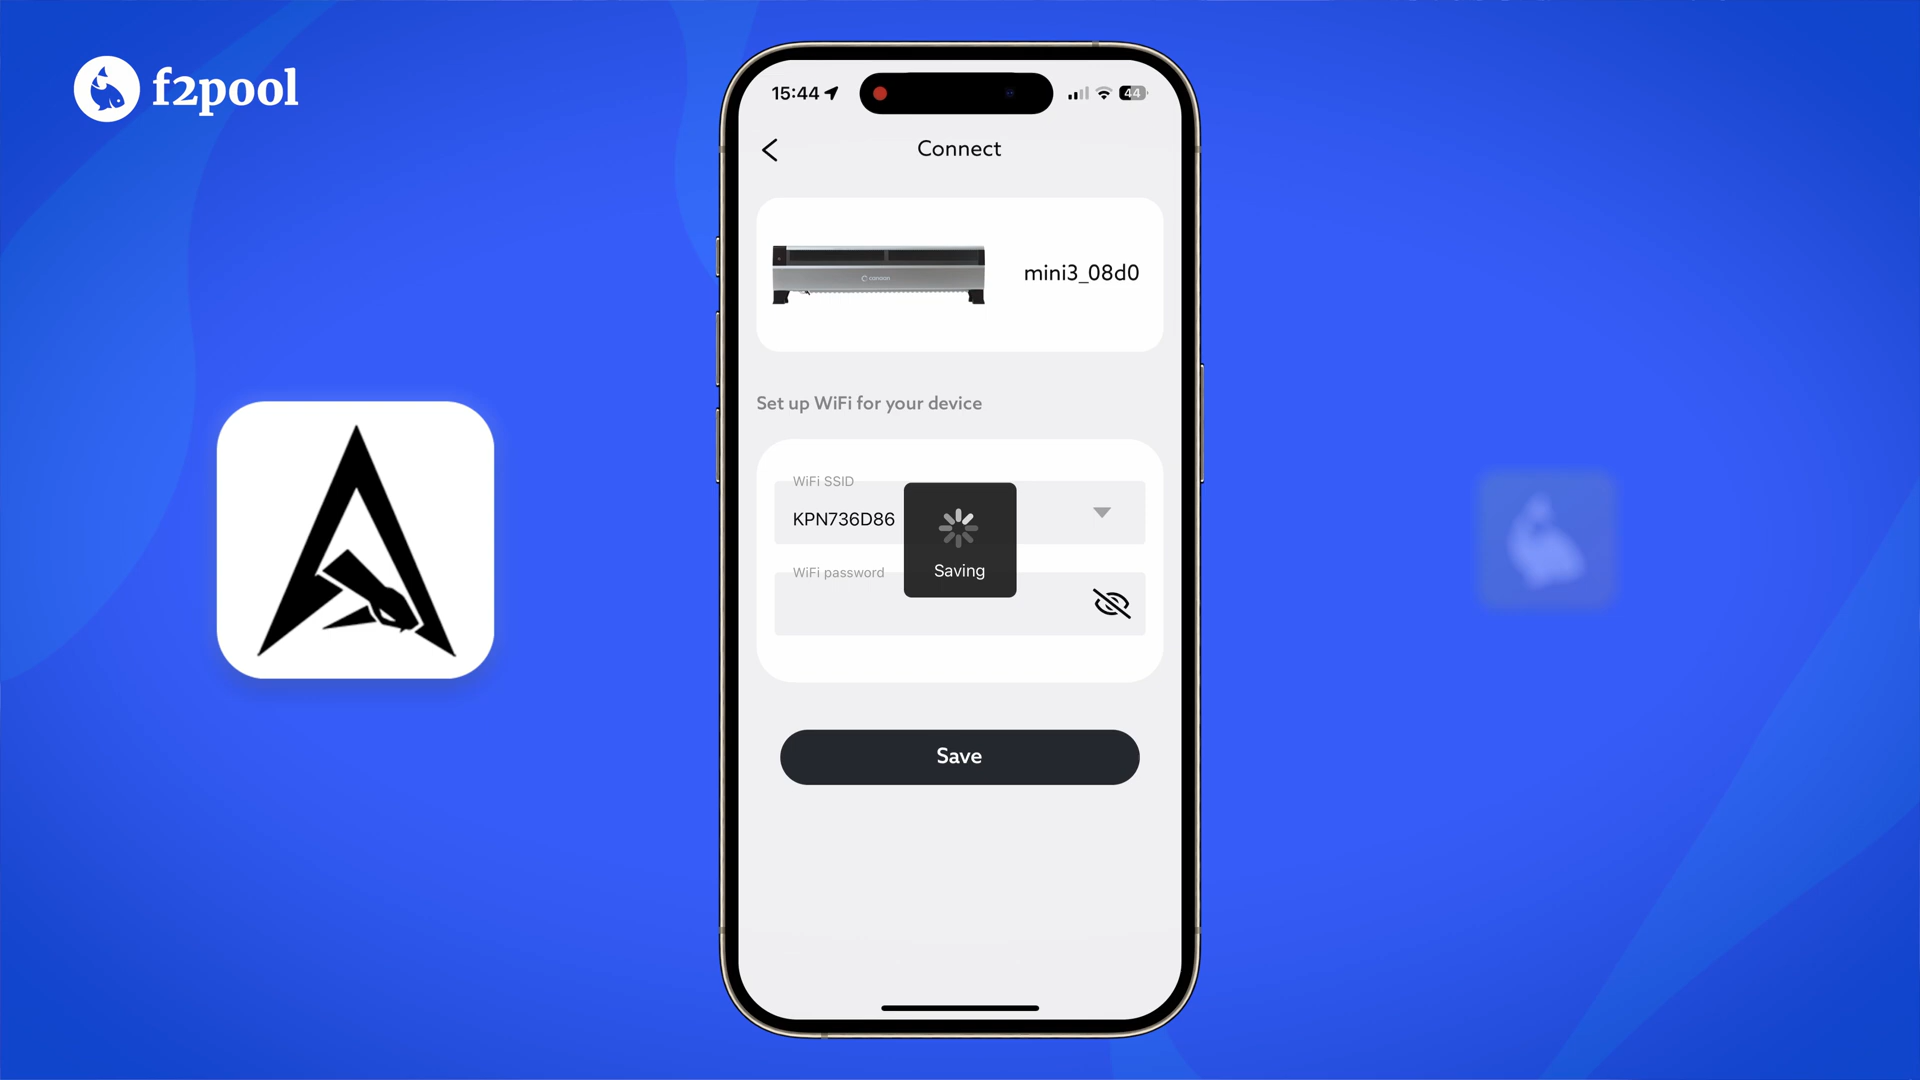 f2pool
15:44
44
Connect
mini3_08d0
Set up WiFi for your device
WiFi SSID
KPN736D86
WiFi password
Saving
Save